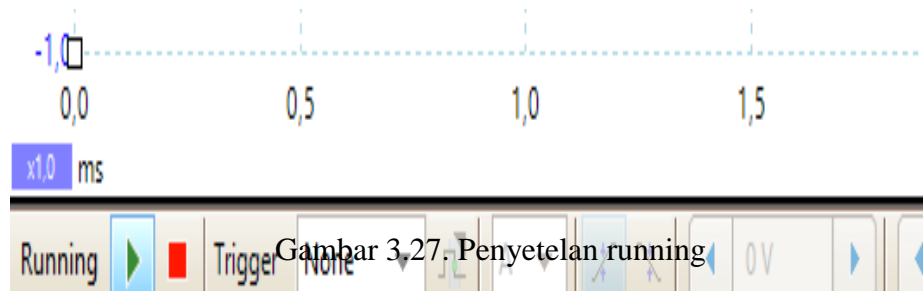 -1,0
0,0 0,5 1,0 1,5
x1,0 ms
Running Trigger None A 0 V
Gambar 3.27. Penyetelan running